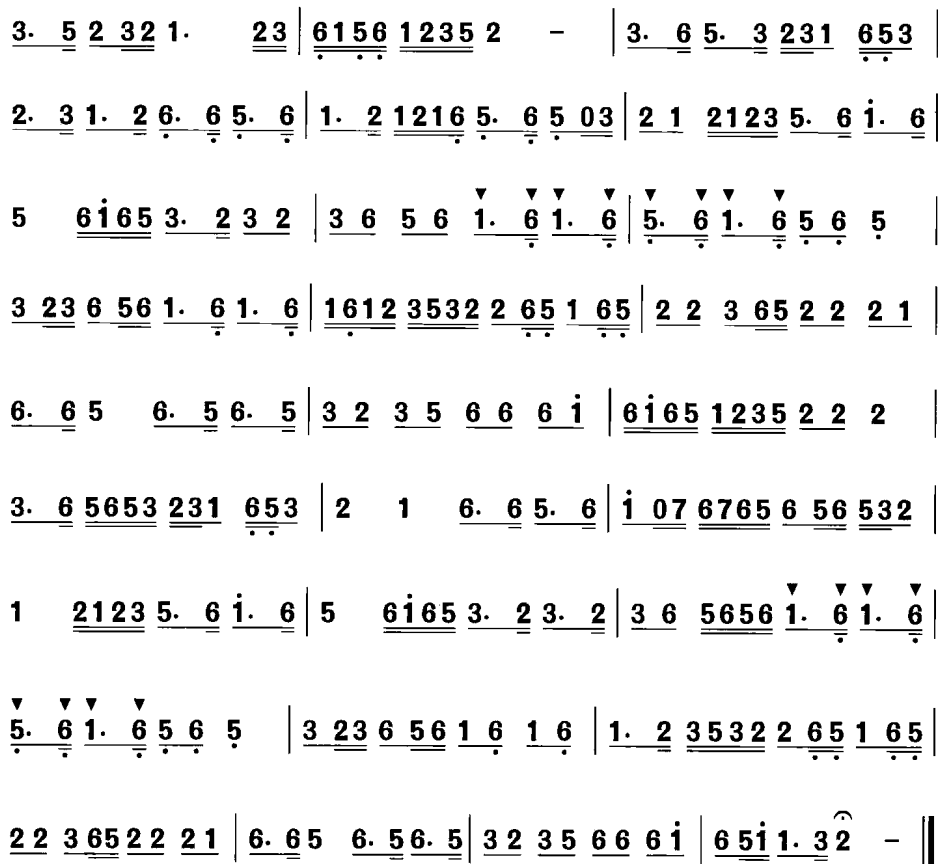 3. 5 2 32 1. 23 | 6156 1235 2 – | 3. 6 5. 3 231 653 |
2. 3 1. 2 6. 6 5. 6 | 1. 2 1216 5. 6 5 03 | 2 1 2123 5. 6 i. 6 |
5 6i65 3. 2 3 2 | 3 6 5 6 1. 6 1. 6 | 5. 6 1. 6 5 6 5 |
3 23 6 56 1. 6 1. 6 | 1612 3532 2 65 1 65 | 2 2 3 65 2 2 2 1 |
6. 6 5 6. 5 6. 5 | 3 2 3 5 6 6 6 i | 6i65 1235 2 2 2 |
3. 6 5653 231 653 | 2 1 6. 6 5. 6 | i 07 6765 6 56 532 |
1 2123 5. 6 i. 6 | 5 6i65 3. 2 3. 2 | 3 6 5656 1. 6 1. 6 |
5. 6 1. 6 5 6 5 | 3 23 6 56 1 6 1 6 | 1. 2 3532 2 65 1 65 |
2 2 3 65 2 2 2 1 | 6. 6 5 6. 5 6. 5 | 3 2 3 5 6 6 6 i | 6 5i 1. 3 2 – ‖